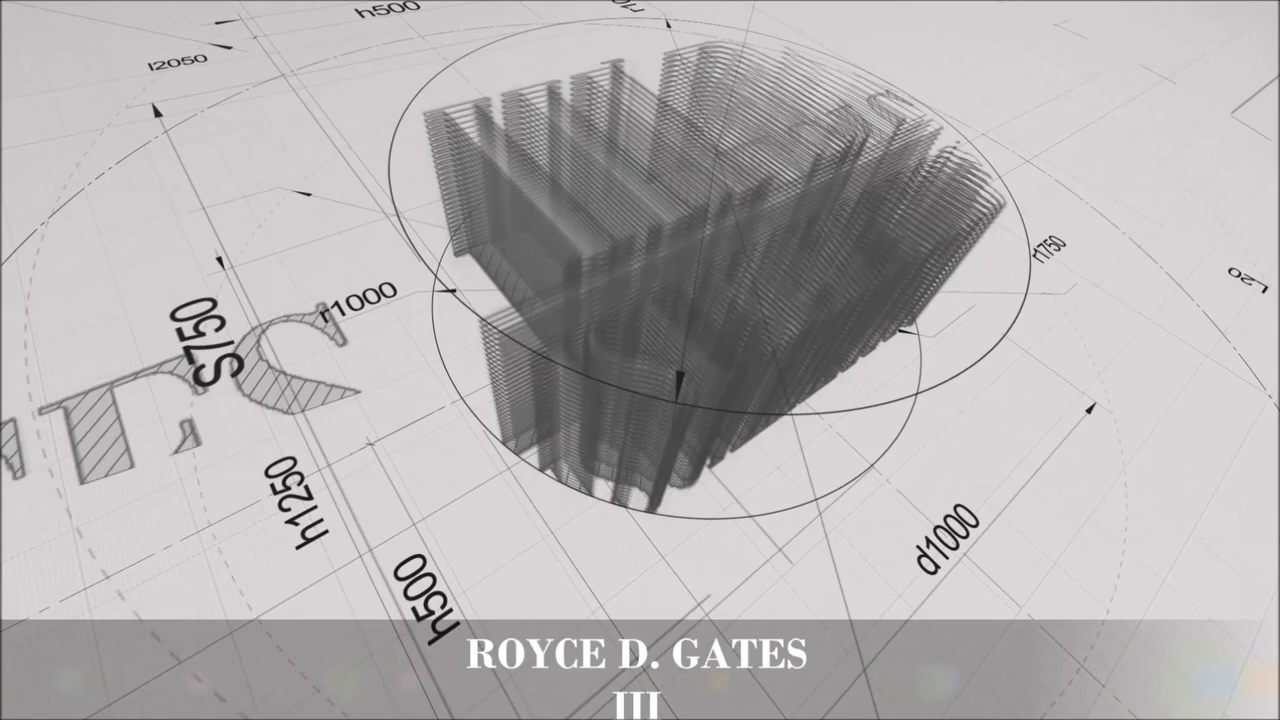 h500
l2050
r1000
S750
r1750
h1250
d1000
h500
ROYCE D. GATES
III